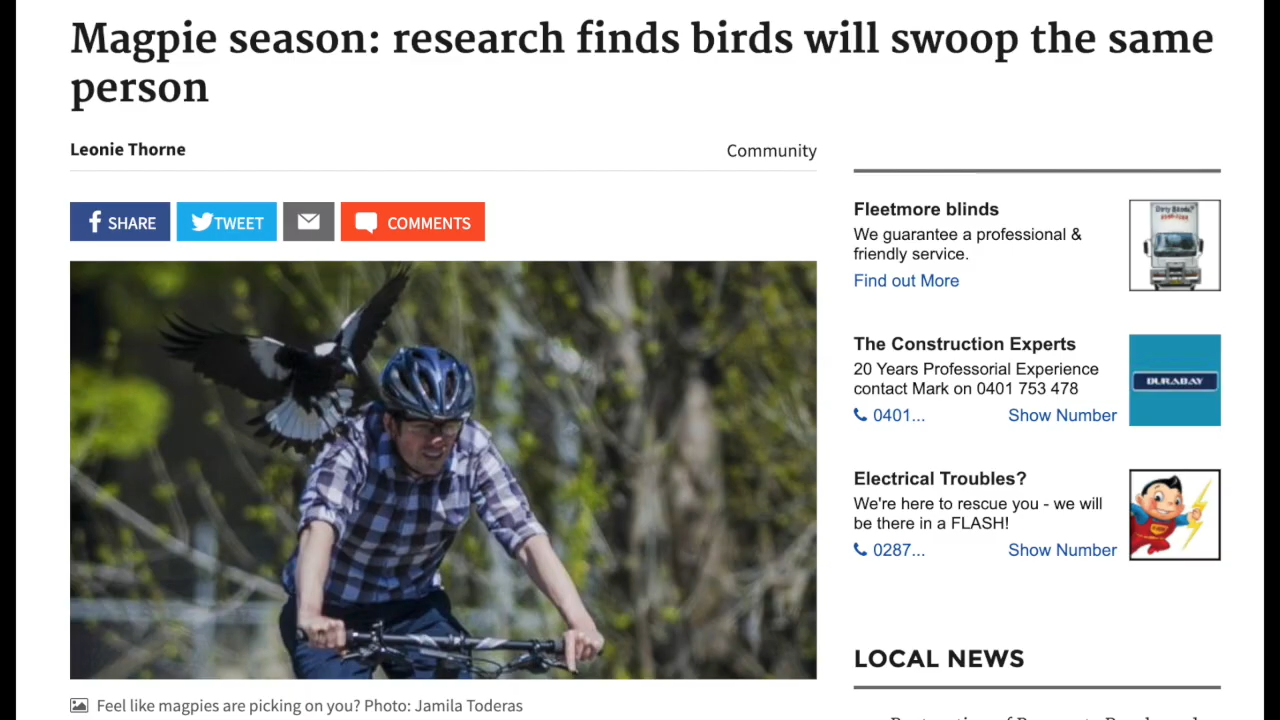 Magpie season: research finds birds will swoop the same
person
Leonie Thorne
Community
SHARE
TWEET
COMMENTS
Feel like magpies are picking on you? Photo: Jamila Toderas
Fleetmore blinds
We guarantee a professional &
friendly service.
Find out More
The Construction Experts
20 Years Professorial Experience
contact Mark on 0401 753 478
0401...
Show Number
DURABAY
Electrical Troubles?
We're here to rescue you - we will
be there in a FLASH!
0287...
Show Number
LOCAL NEWS